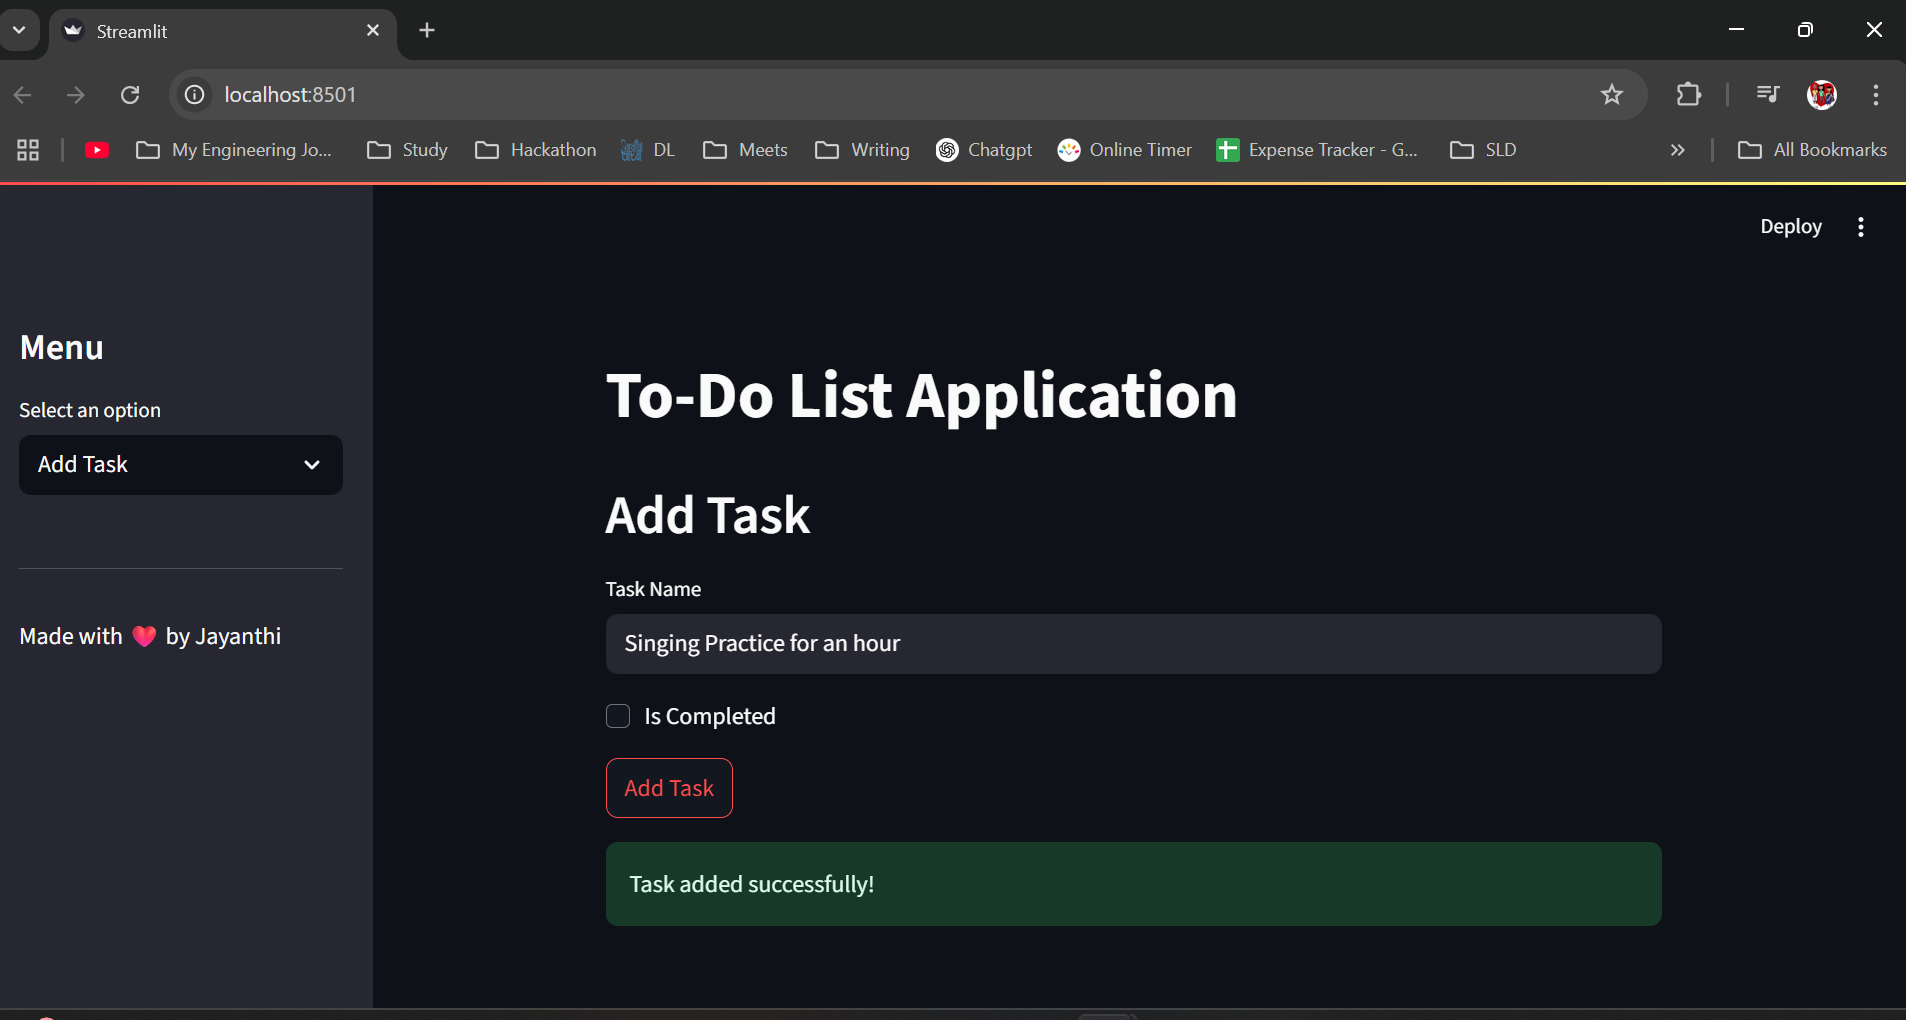 Streamlit
localhost:8501
My Engineering Jo... Study Hackathon DL Meets Writing Chatgpt Online Timer Expense Tracker - G... SLD All Bookmarks
Deploy
Menu
Select an option
Add Task
Made with ❤️ by Jayanthi
To-Do List Application
Add Task
Task Name
Singing Practice for an hour
Is Completed
Add Task
Task added successfully!